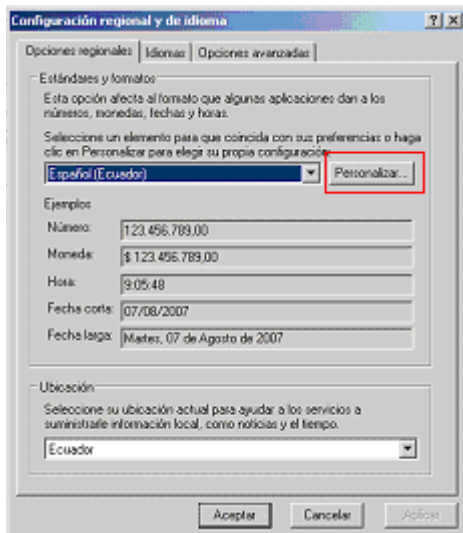 Configuración regional y de idioma
Opciones regionales Idiomas Opciones avanzadas
Estándares y formatos
Esta opción afecta al formato que algunas aplicaciones dan a los
números, monedas, fechas y horas.
Seleccione un elemento para que coincida con sus preferencias o haga
clic en Personalizar para elegir su propia configuración:
Español (Ecuador) Personalizar...
Ejemplos
Número: 123.456.789,00
Moneda: $ 123.456.789,00
Hora: 9:05:48
Fecha corta: 07/08/2007
Fecha larga: Martes, 07 de Agosto de 2007
Ubicación
Seleccione su ubicación actual para ayudar a los servicios a
suministrarle información local, como noticias y el tiempo.
Ecuador
Aceptar Cancelar Aplicar